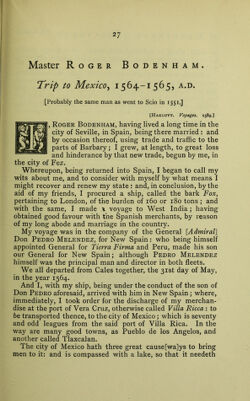 27
Master ROGER BODENHAM.
Trip to Mexico, 1564–1565, A.D.
[Probably the same man as went to Scio in 1551.]
[HAKLUYT. Voyages. 1589.]
I, ROGER BODENHAM, having lived a long time in the
city of Seville, in Spain, being there married : and
by occasion thereof, using trade and traffic to the
parts of Barbary ; I grew, at length, to great loss
and hinderance by that new trade, begun by me, in
the city of Fez.
Whereupon, being returned into Spain, I began to call my
wits about me, and to consider with myself by what means I
might recover and renew my state : and, in conclusion, by the
aid of my friends, I procured a ship, called the bark Fox,
pertaining to London, of the burden of 160 or 180 tons ; and
with the same, I made a voyage to West India : having
obtained good favour with the Spanish merchants, by reason
of my long abode and marriage in the country.
My voyage was in the company of the General [Admiral]
Don PEDRO MELENDEZ, for New Spain : who being himself
appointed General for Tierra Firma and Peru, made his son
our General for New Spain ; although PEDRO MELENDEZ
himself was the principal man and director in both fleets.
We all departed from Cales together, the 31st day of May,
in the year 1564.
And I, with my ship, being under the conduct of the son of
Don PEDRO aforesaid, arrived with him in New Spain ; where,
immediately, I took order for the discharge of my merchan-
dise at the port of Vera Cruz, otherwise called Villa Ricca : to
be transported thence, to the city of Mexico ; which is seventy
and odd leagues from the said port of Villa Rica. In the
way are many good towns, as Pueblo de los Angelos, and
another called Tlaxcalan.
The city of Mexico hath three great cause[wa]ys to bring
men to it: and is compassed with a lake, so that it needeth